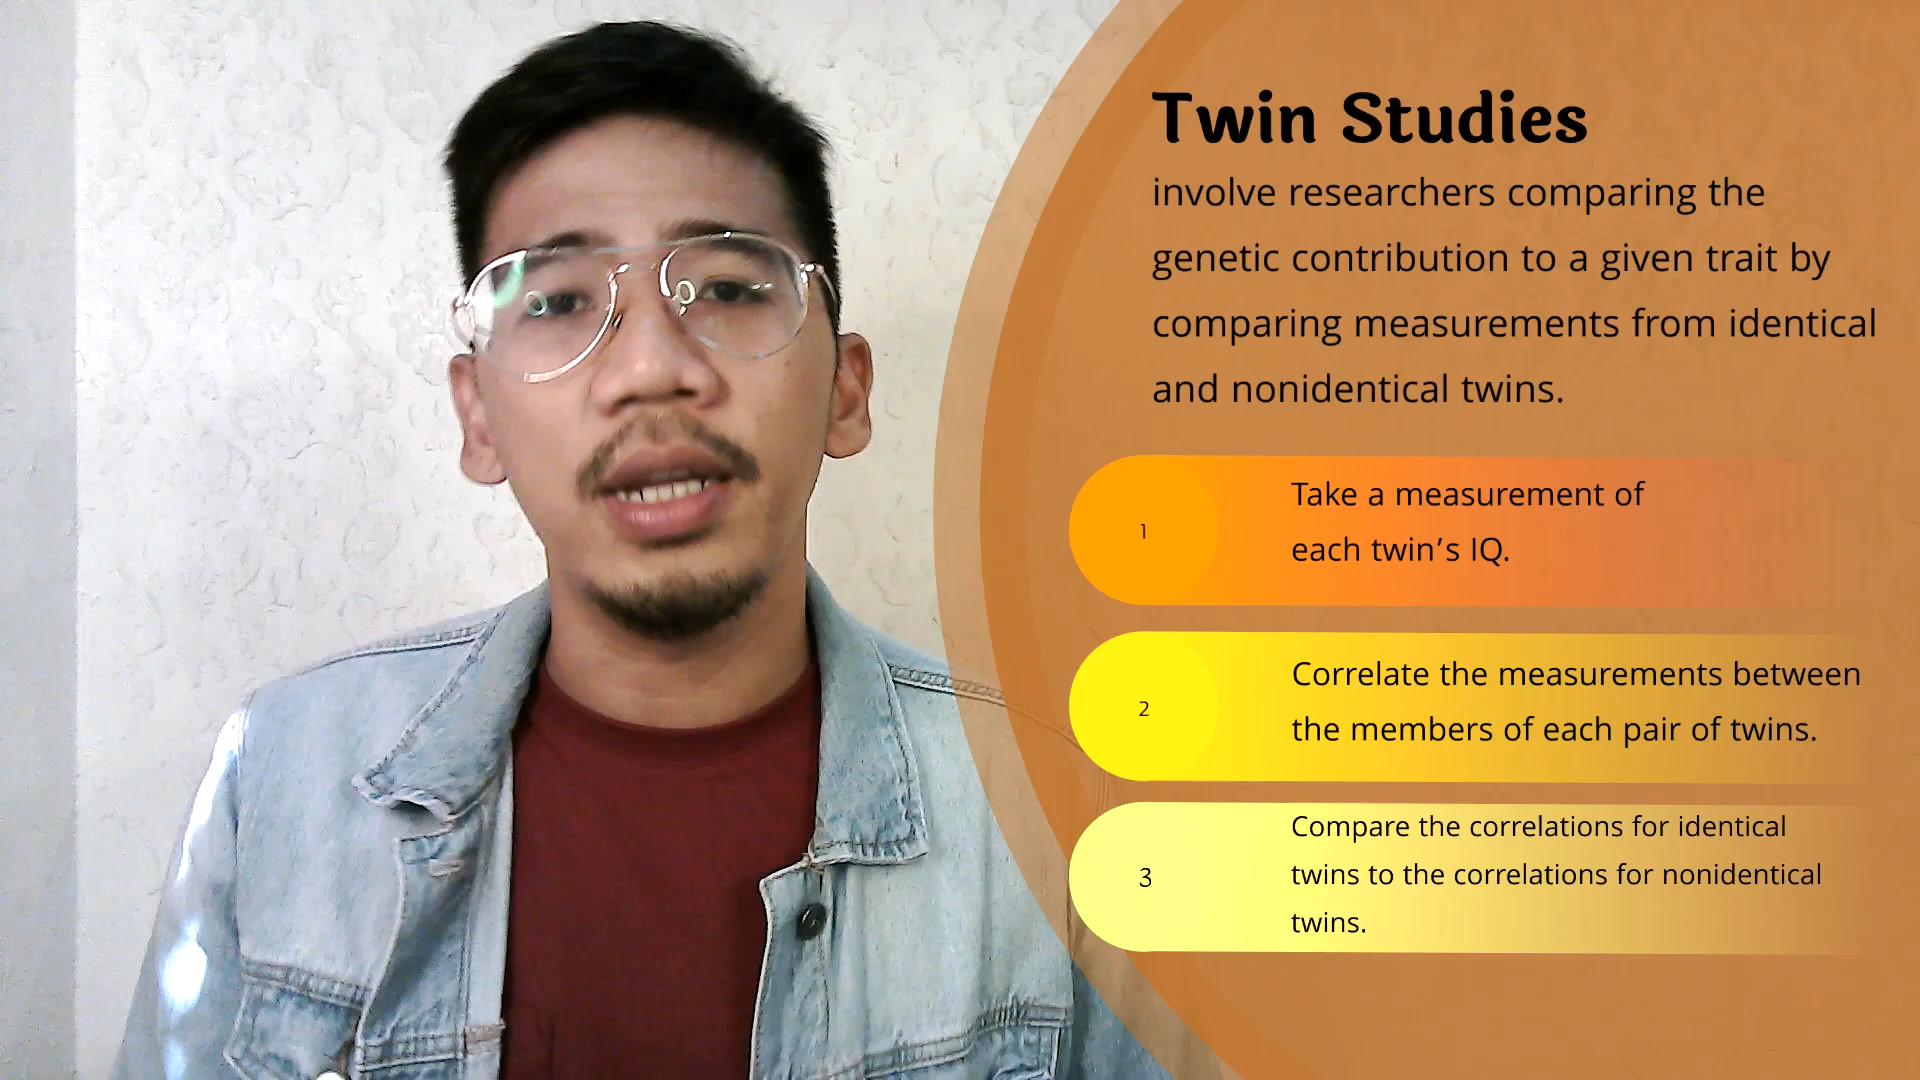 Twin Studies
involve researchers comparing the
genetic contribution to a given trait by
comparing measurements from identical
and nonidentical twins.
1
Take a measurement of
each twin’s IQ.
2
Correlate the measurements between
the members of each pair of twins.
3
Compare the correlations for identical
twins to the correlations for nonidentical
twins.